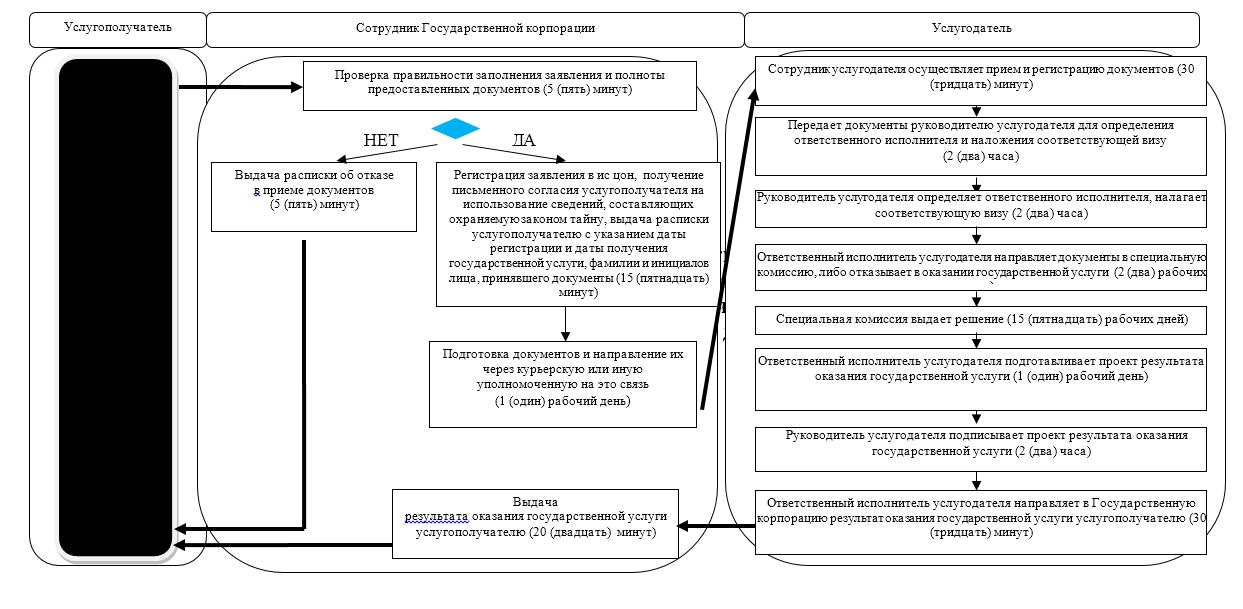 Услугополучатель
Сотрудник Государственной корпорации
Услугодатель
Проверка правильности заполнения заявления и полноты
предоставленных документов (5 (пять) минут)
НЕТ
ДА
Выдача расписки об отказе
в приеме документов
(5 (пять) минут)
Регистрация заявления в ис цон, получение
письменного согласия услугополучателя на
использование сведений, составляющих
охраняемую законом тайну, выдача расписки
услугополучателю с указанием даты
регистрации и даты получения
государственной услуги, фамилии и инициалов
лица, принявшего документы (15 (пятнадцать)
минут)
Подготовка документов и направление их
через курьерскую или иную
уполномоченную на это связь
(1 (один) рабочий день)
Выдача
результата оказания государственной услуги
услугополучателю (20 (двадцать) минут)
Сотрудник услугодателя осуществляет прием и регистрацию документов (30
(тридцать) минут)
Передает документы руководителю услугодателя для определения
ответственного исполнителя и наложения соответствующей визу
(2 (два) часа)
Руководитель услугодателя определяет ответственного исполнителя, налагает
соответствующую визу (2 (два) часа)
Ответственный исполнитель услугодателя направляет документы в специальную
комиссию, либо отказывает в оказании государственной услуги (2 (два) рабочих
Специальная комиссия выдает решение (15 (пятнадцать) рабочих дней)
Ответственный исполнитель услугодателя подготавливает проект результата
оказания государственной услуги (1 (один) рабочий день)
Руководитель услугодателя подписывает проект результата оказания
государственной услуги (2 (два) часа)
Ответственный исполнитель услугодателя направляет в Государственную
корпорацию результат оказания государственной услуги услугополучателю (30
(тридцать) минут)